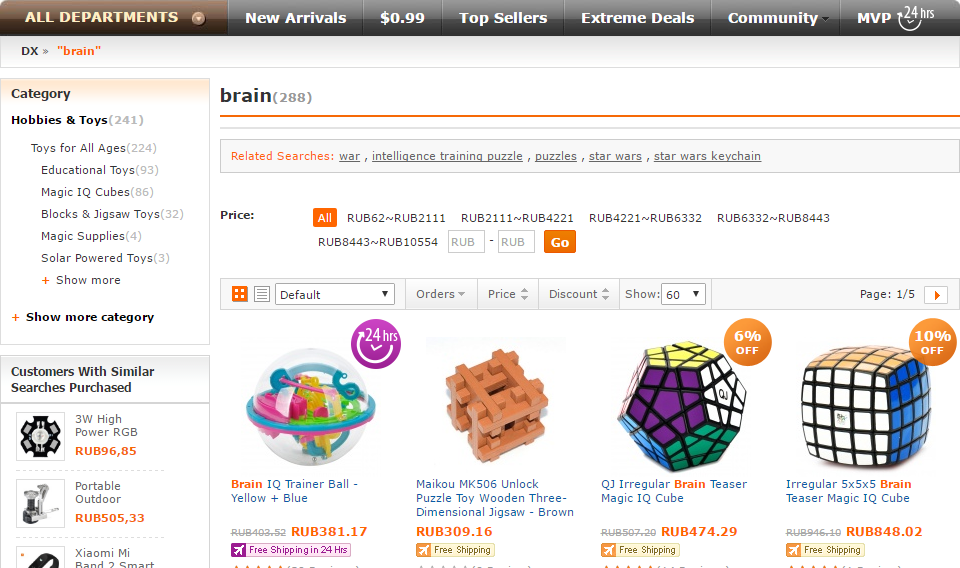 ALL DEPARTMENTS New Arrivals $0.99 Top Sellers Extreme Deals Community MVP 24 hrs
DX » "brain"
Category
Hobbies & Toys(241)
Toys for All Ages(224)
Educational Toys(93)
Magic IQ Cubes(86)
Blocks & Jigsaw Toys(32)
Magic Supplies(4)
Solar Powered Toys(3)
+ Show more
+ Show more category
Customers With Similar
Searches Purchased
3W High
Power RGB
RUB96,85
Portable
Outdoor
RUB505,33
Xiaomi Mi
Band 2 Smart
brain(288)
Related Searches: war , intelligence training puzzle , puzzles , star wars , star wars keychain
Price: All RUB62~RUB2111 RUB2111~RUB4221 RUB4221~RUB6332 RUB6332~RUB8443
RUB8443~RUB10554 RUB - RUB Go
Default Orders Price Discount Show: 60 Page: 1/5
24 hrs
Brain IQ Trainer Ball -
Yellow + Blue
RUB403.52 RUB381.17
Free Shipping in 24 Hrs
Maikou MK506 Unlock
Puzzle Toy Wooden Three-
Dimensional Jigsaw - Brown
RUB309.16
Free Shipping
6%
OFF
QJ
QJ Irregular Brain Teaser
Magic IQ Cube
RUB507.20 RUB474.29
Free Shipping
10%
OFF
Irregular 5x5x5 Brain
Teaser Magic IQ Cube
RUB946.10 RUB848.02
Free Shipping